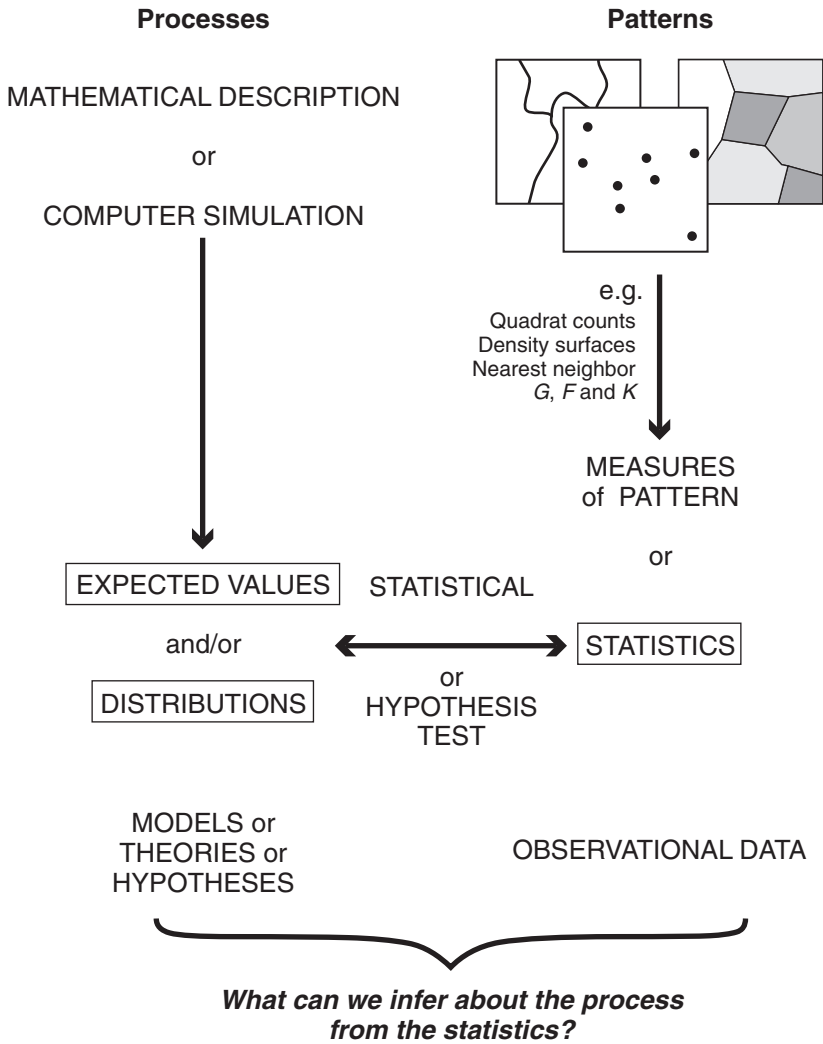 Processes
MATHEMATICAL DESCRIPTION
or
COMPUTER SIMULATION
Patterns
e.g.
Quadrat counts
Density surfaces
Nearest neighbor
G, F and K
MEASURES
of PATTERN
or
STATISTICS
EXPECTED VALUES
and/or
DISTRIBUTIONS
STATISTICAL
or
HYPOTHESIS
TEST
MODELS or
THEORIES or
HYPOTHESES
OBSERVATIONAL DATA
What can we infer about the process
from the statistics?